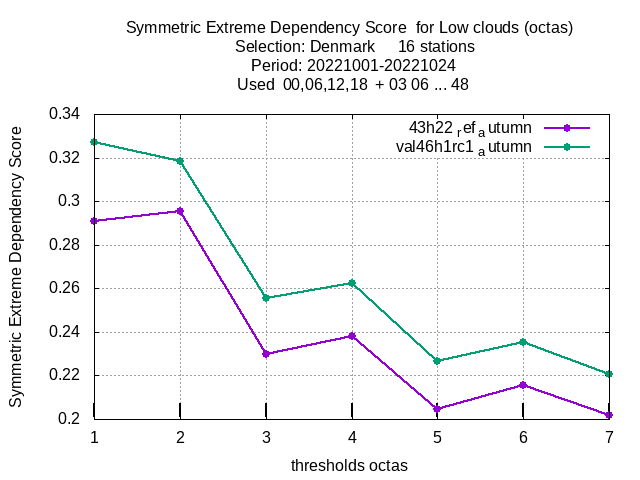 Symmetric Extreme Dependency Score  for Low clouds (octas)
Selection: Denmark     16 stations
Period: 20221001-20221024
Used  00,06,12,18  + 03 06 ... 48
43h22 refa utumn
val46h1rc1 a utumn
Symmetric Extreme Dependency Score
0.34
0.32
0.3
0.28
0.26
0.24
0.22
0.2
1 2 3 4 5 6 7
thresholds octas